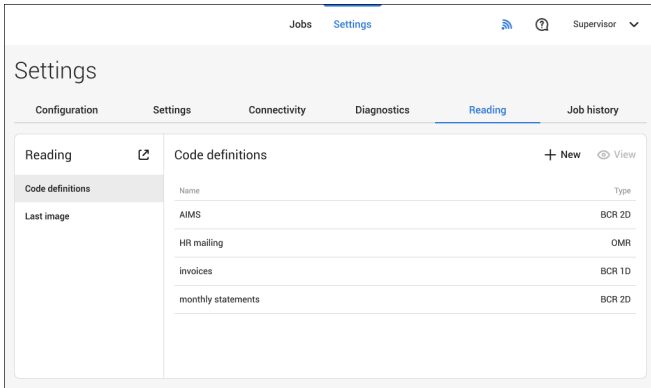 Jobs Settings Supervisor
Settings
Configuration Settings Connectivity Diagnostics Reading Job history
Reading
Code definitions
Last image
Code definitions
New View
Name Type
AIMS BCR 2D
HR mailing OMR
invoices BCR 1D
monthly statements BCR 2D